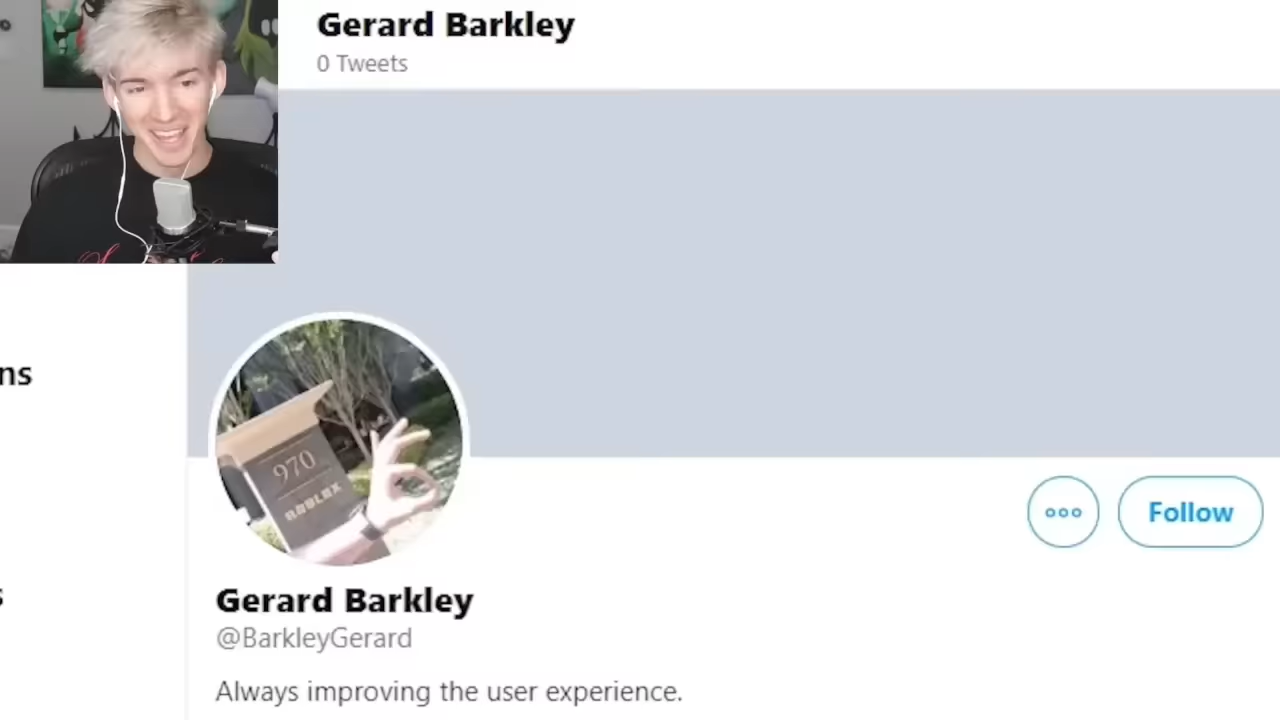 Gerard Barkley
0 Tweets
ns
970
ROBLOX
Follow
Gerard Barkley
@BarkleyGerard
Always improving the user experience.